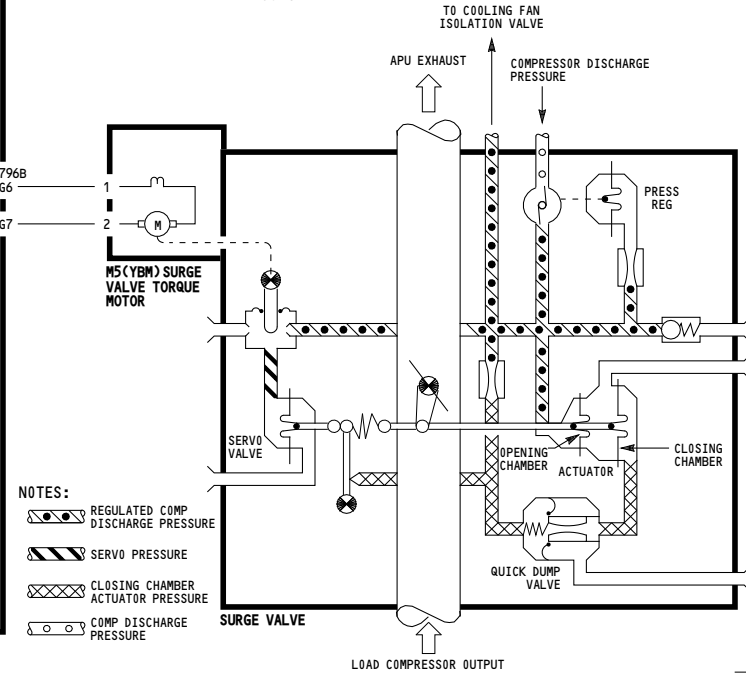 TO COOLING FAN
ISOLATION VALVE
APU EXHAUST
COMPRESSOR DISCHARGE
PRESSURE
796B
G6
1
G7
2
M
PRESS
REG
M5(YBM)SURGE
VALVE TORQUE
MOTOR
SERVO
VALVE
OPENING
CHAMBER
ACTUATOR
CLOSING
CHAMBER
NOTES:
REGULATED COMP
DISCHARGE PRESSURE
SERVO PRESSURE
CLOSING CHAMBER
ACTUATOR PRESSURE
COMP DISCHARGE
PRESSURE
QUICK DUMP
VALVE
SURGE VALVE
LOAD COMPRESSOR OUTPUT